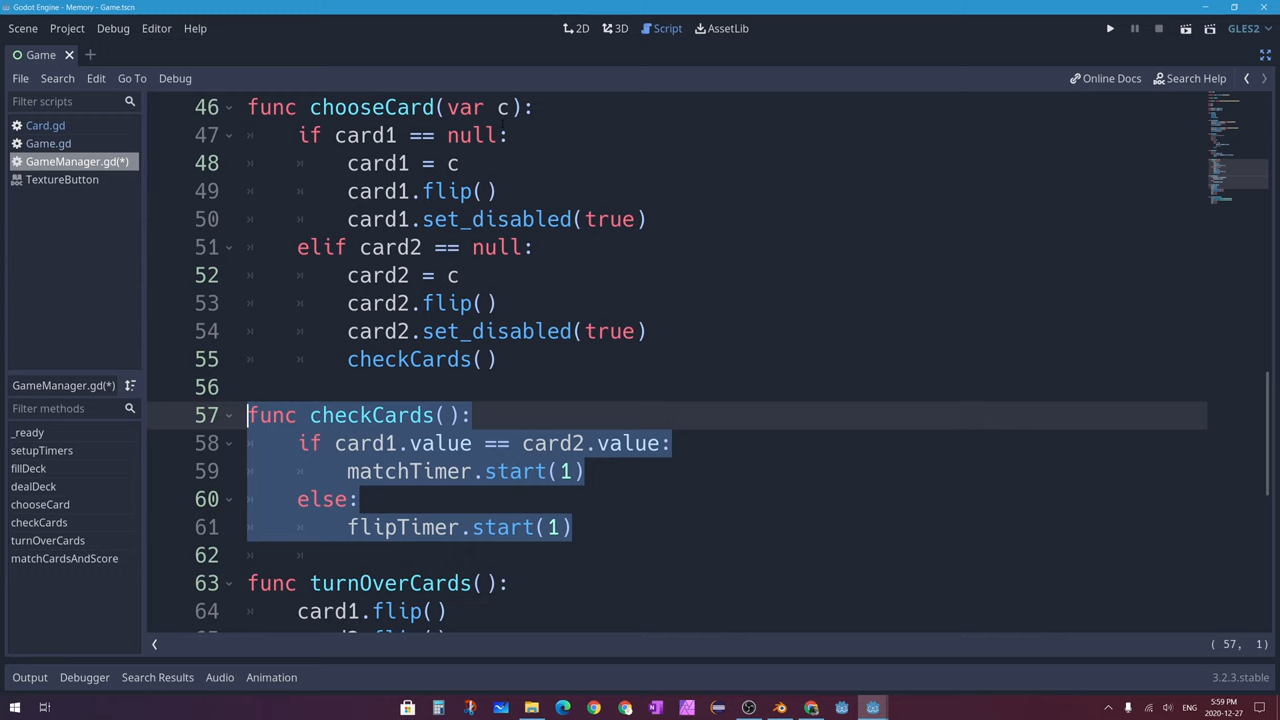 Godot Engine - Memory - Game.tscn
Scene Project Debug Editor Help
2D 3D Script AssetLib
GLES2
Game
File Search Edit Go To Debug
Online Docs Search Help
Filter scripts
Card.gd
Game.gd
GameManager.gd(*)
TextureButton
GameManager.gd(*)
Filter methods
_ready
setupTimers
fillDeck
dealDeck
chooseCard
checkCards
turnOverCards
matchCardsAndScore
46 func chooseCard(var c):
47 if card1 == null:
48 card1 = c
49 card1.flip()
50 card1.set_disabled(true)
51 elif card2 == null:
52 card2 = c
53 card2.flip()
54 card2.set_disabled(true)
55 checkCards()
56
57 func checkCards():
58 if card1.value == card2.value:
59 matchTimer.start(1)
60 else:
61 flipTimer.start(1)
62
63 func turnOverCards():
64 card1.flip()
( 57, 1)
Output Debugger Search Results Audio Animation
3.2.3.stable
5:59 PM
2020-12-27